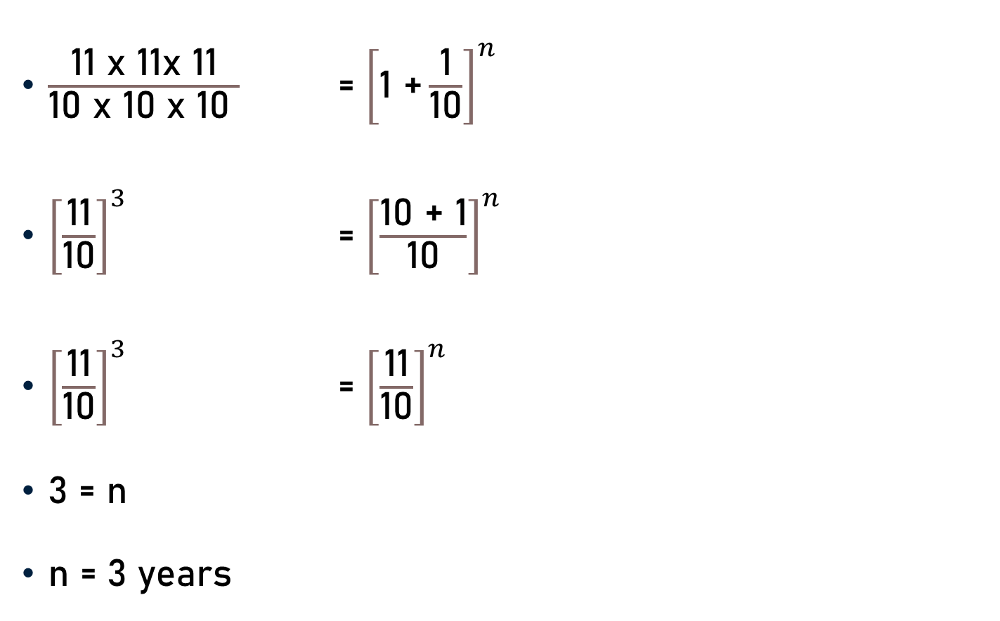 • 11 x 11x 11 / 10 x 10 x 10 = [1 + 1/10]^n
• [11/10]^3 = [10 + 1/10]^n
• [11/10]^3 = [11/10]^n
• 3 = n
• n = 3 years